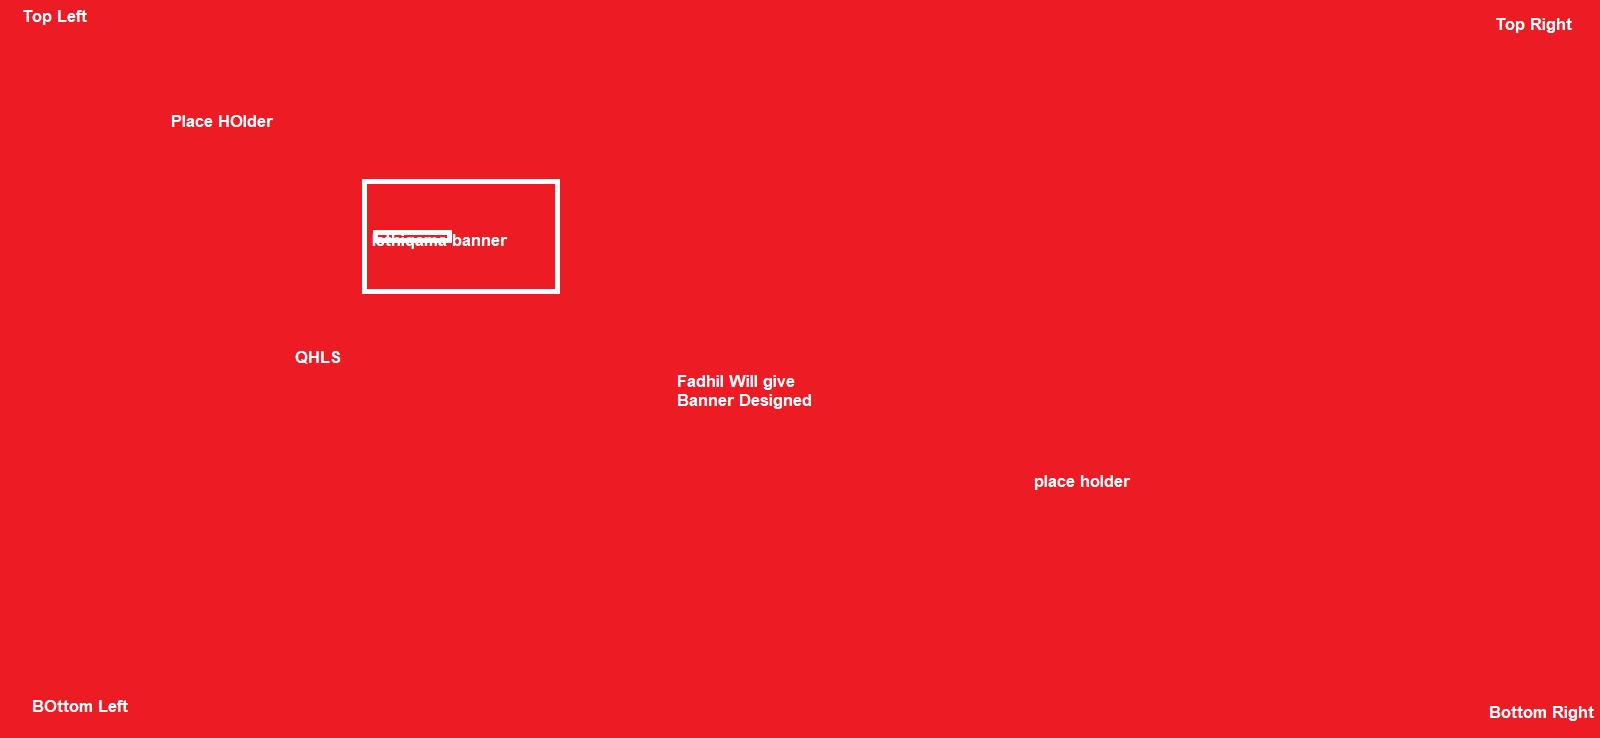 Top Left
Top Right
Place HOlder
Isthiqama banner
QHLS
Fadhil Will give
Banner Designed
place holder
BOttom Left
Bottom Right